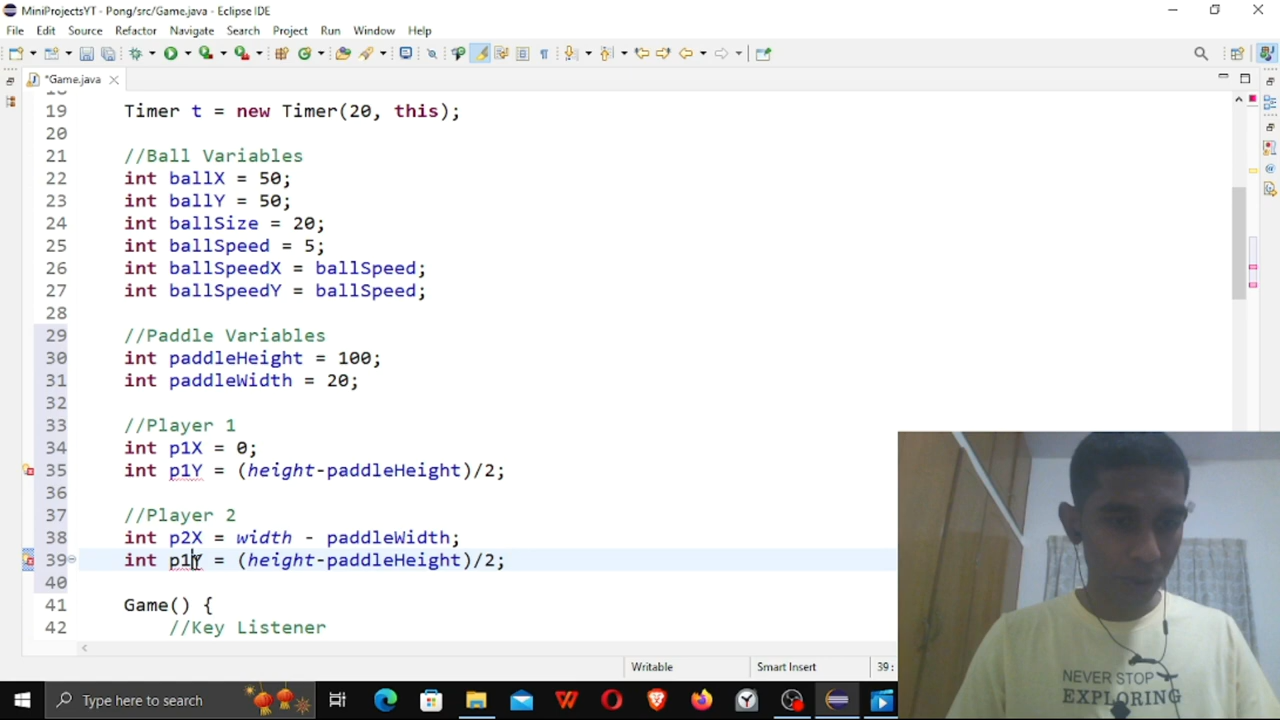 MiniProjectsYT - Pong/src/Game.java - Eclipse IDE
File Edit Source Refactor Navigate Search Project Run Window Help
*Game.java
19 Timer t = new Timer(20, this);
20
21 //Ball Variables
22 int ballX = 50;
23 int ballY = 50;
24 int ballSize = 20;
25 int ballSpeed = 5;
26 int ballSpeedX = ballSpeed;
27 int ballSpeedY = ballSpeed;
28
29 //Paddle Variables
30 int paddleHeight = 100;
31 int paddleWidth = 20;
32
33 //Player 1
34 int p1X = 0;
35 int p1Y = (height-paddleHeight)/2;
36
37 //Player 2
38 int p2X = width - paddleWidth;
39 int p1Y = (height-paddleHeight)/2;
40
41 Game() {
42 //Key Listener
Writable Smart Insert 39:
Type here to search
NEVER STOP
EXPLORING